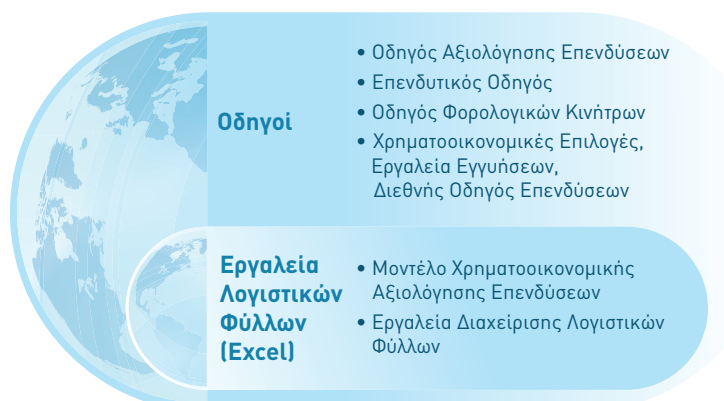 Οδηγοί
• Οδηγός Αξιολόγησης Επενδύσεων
• Επενδυτικός Οδηγός
• Οδηγός Φορολογικών Κινήτρων
• Χρηματοοικονομικές Επιλογές,
Εργαλεία Εγγυήσεων,
Διεθνής Οδηγός Επενδύσεων
Εργαλεία
Λογιστικών
Φύλλων
(Excel)
• Μοντέλο Χρηματοοικονομικής
Αξιολόγησης Επενδύσεων
• Εργαλεία Διαχείρισης Λογιστικών
Φύλλων